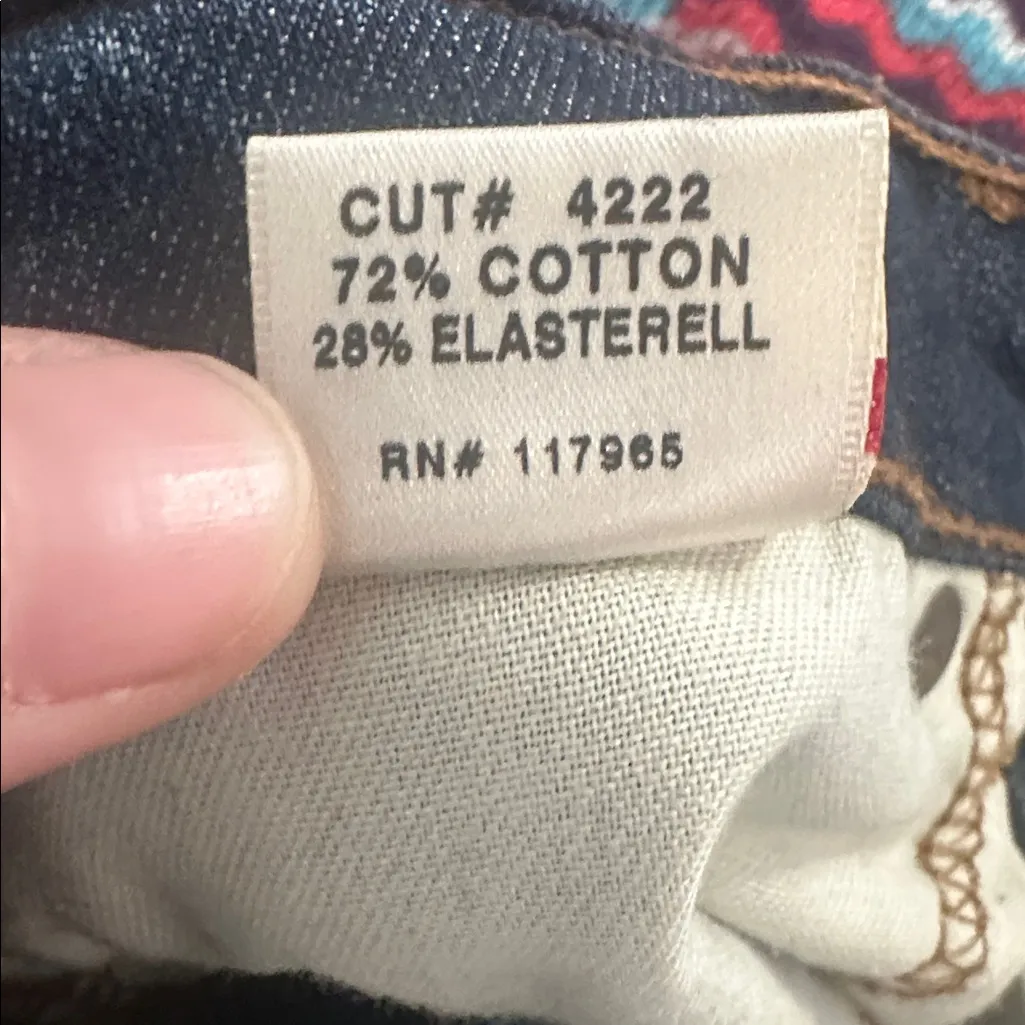 CUT# 4222
72% COTTON
28% ELASTERELL
RN# 117965